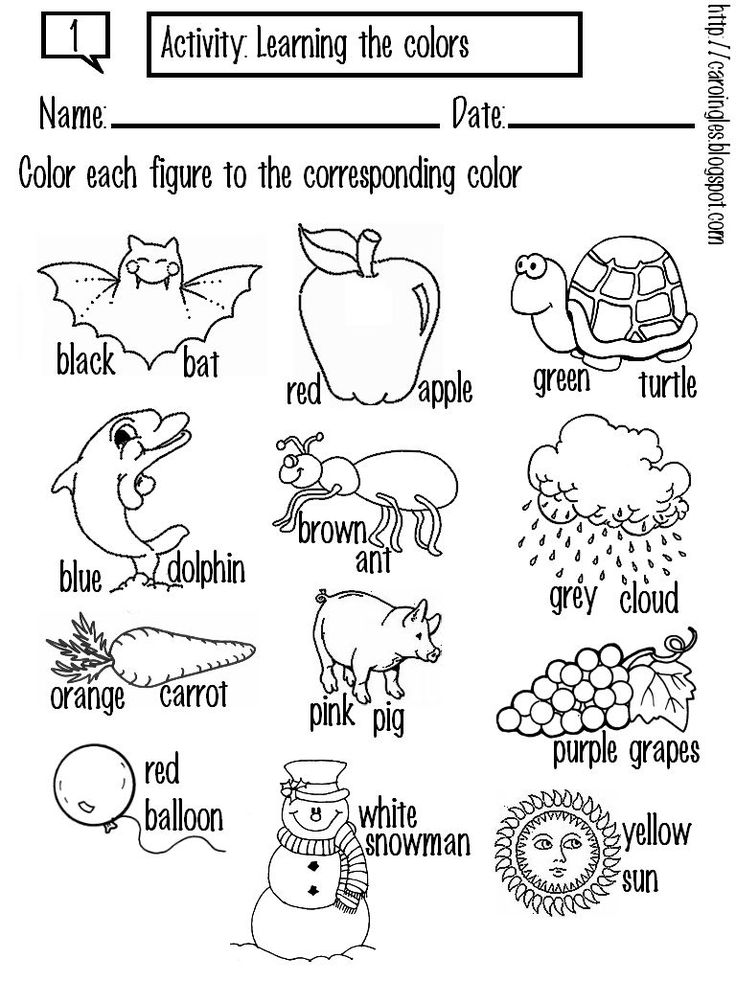 1
Activity: Learning the colors
http://caroingles.blogspot.com
Name:
Date:
Color each figure to the corresponding color
black bat
red apple
green turtle
blue dolphin
brown
ant
grey cloud
orange carrot
pink pig
purple grapes
red
balloon
white
snowman
yellow
sun